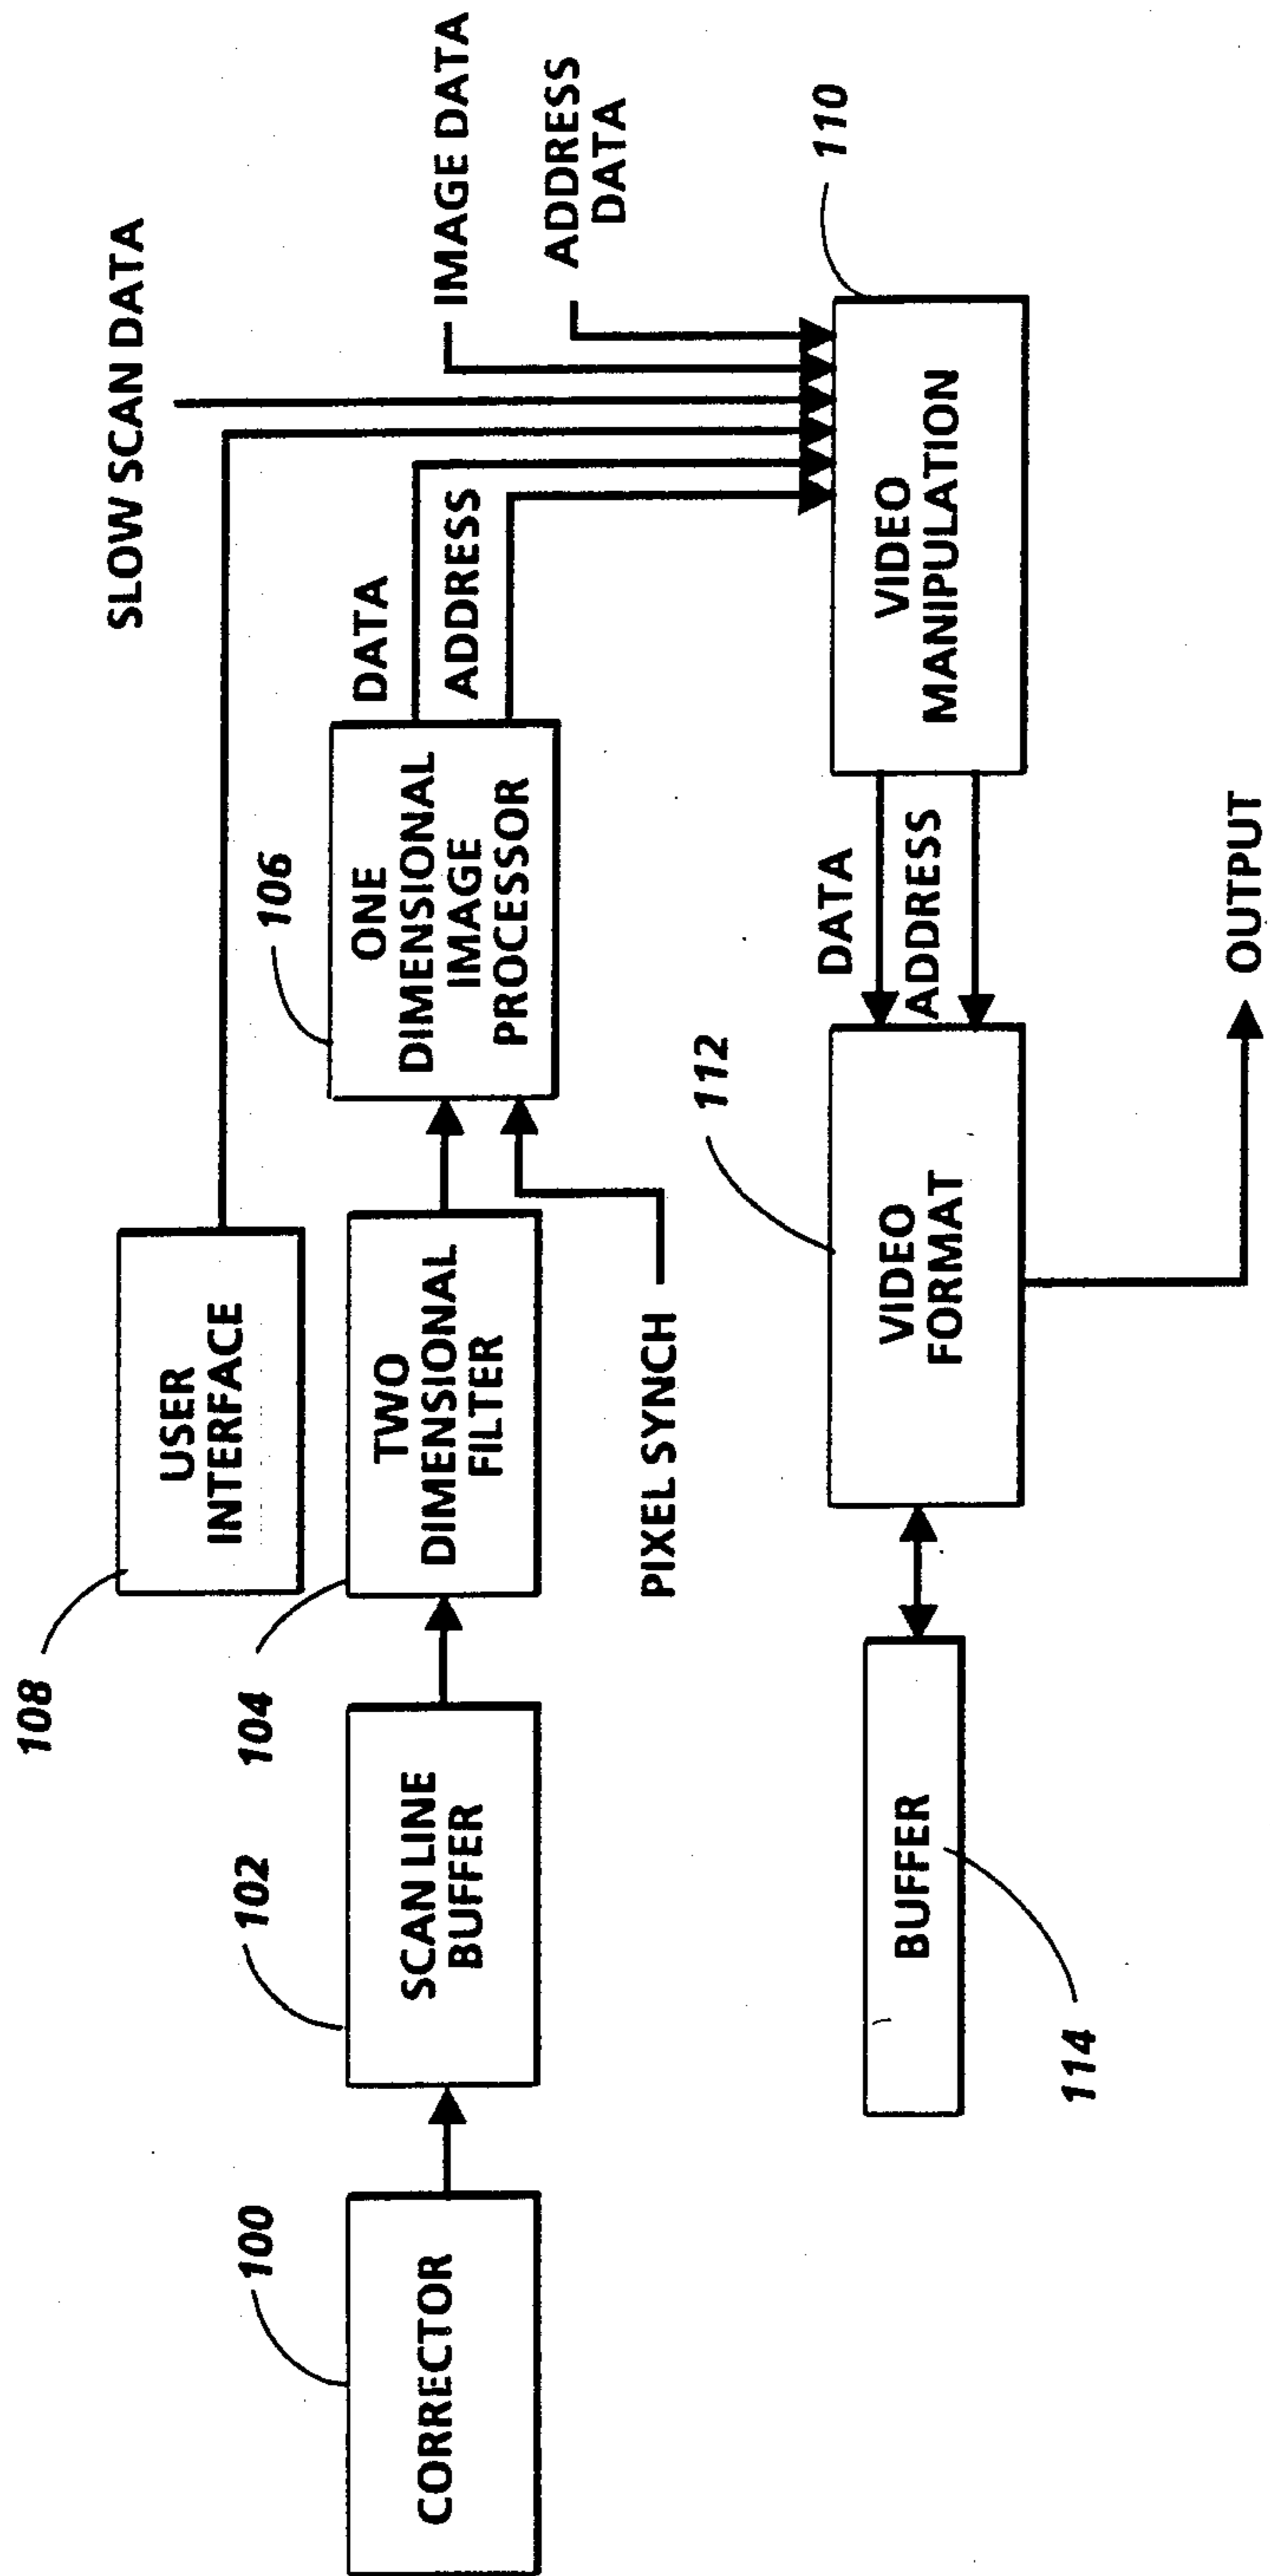 108
USER
INTERFACE
SLOW SCAN DATA
100
CORRECTOR
102
SCAN LINE
BUFFER
104
TWO
DIMENSIONAL
FILTER
106
ONE
DIMENSIONAL
IMAGE
PROCESSOR
DATA
ADDRESS
IMAGE DATA
ADDRESS
DATA
PIXEL SYNCH
114
BUFFER
112
VIDEO
FORMAT
DATA
ADDRESS
110
VIDEO
MANIPULATION
OUTPUT